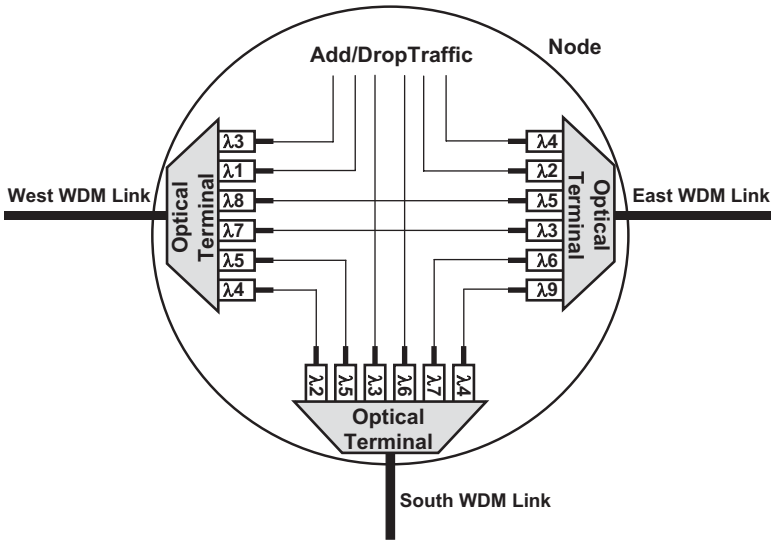 Node
Add/DropTraffic
λ3
λ1
λ8
λ7
λ5
λ4
Optical
Terminal
West WDM Link
λ4
λ2
λ5
λ3
λ6
λ9
Optical
Terminal
East WDM Link
λ2
λ5
λ3
λ6
λ7
λ4
Optical
Terminal
South WDM Link